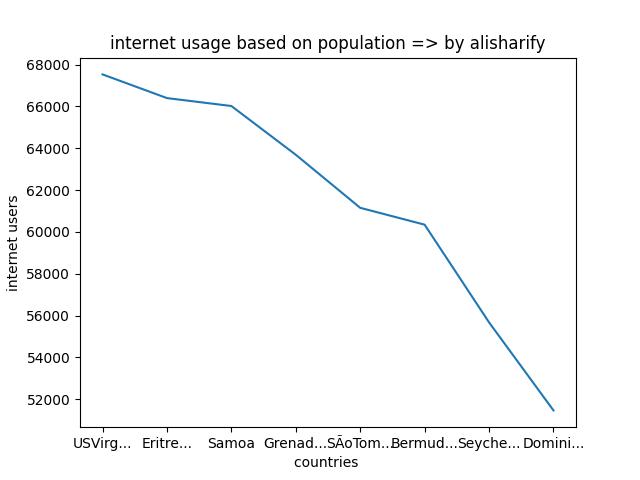 internet usage based on population => by alisharify
68000
66000
64000
62000
60000
58000
56000
54000
52000
internet users
USVirg... Eritre... Samoa Grenad... SÃoTom... Bermud... Seyche... Domini...
countries